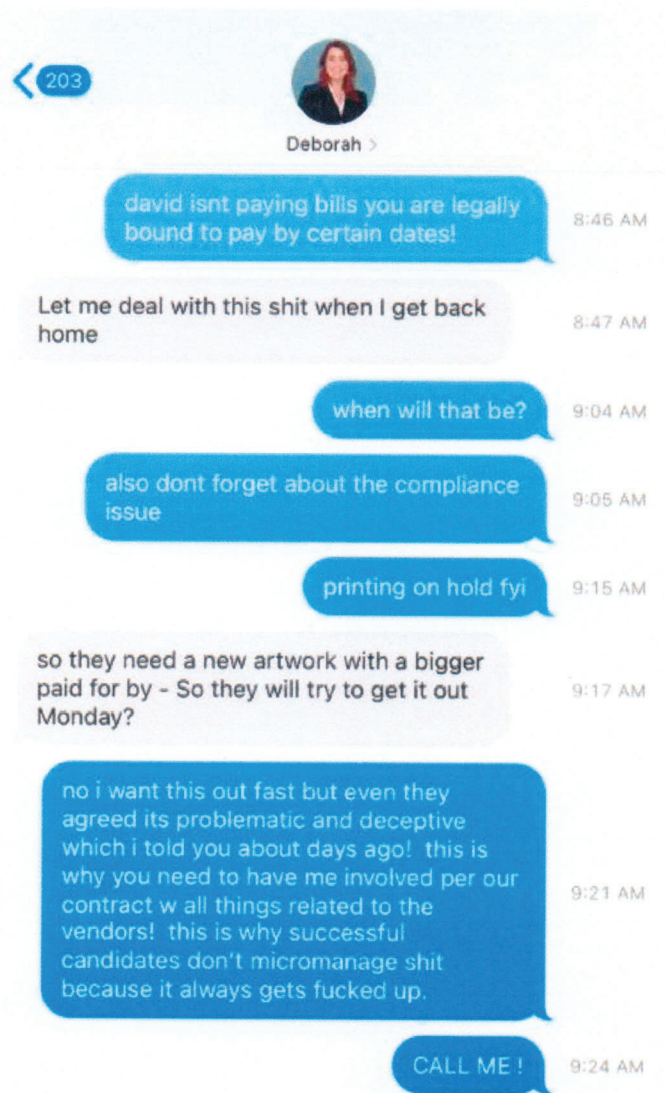 203
Deborah >
david isnt paying bills you are legally
bound to pay by certain dates!
8:46 AM
Let me deal with this shit when I get back
home
8:47 AM
when will that be?
9:04 AM
also dont forget about the compliance
issue
9:05 AM
printing on hold fyi
9:15 AM
so they need a new artwork with a bigger
paid for by - So they will try to get it out
Monday?
9:17 AM
no i want this out fast but even they
agreed its problematic and deceptive
which i told you about days ago!  this is
why you need to have me involved per our
contract w all things related to the
vendors!  this is why successful
candidates don't micromanage shit
because it always gets fucked up.
9:21 AM
CALL ME !
9:24 AM